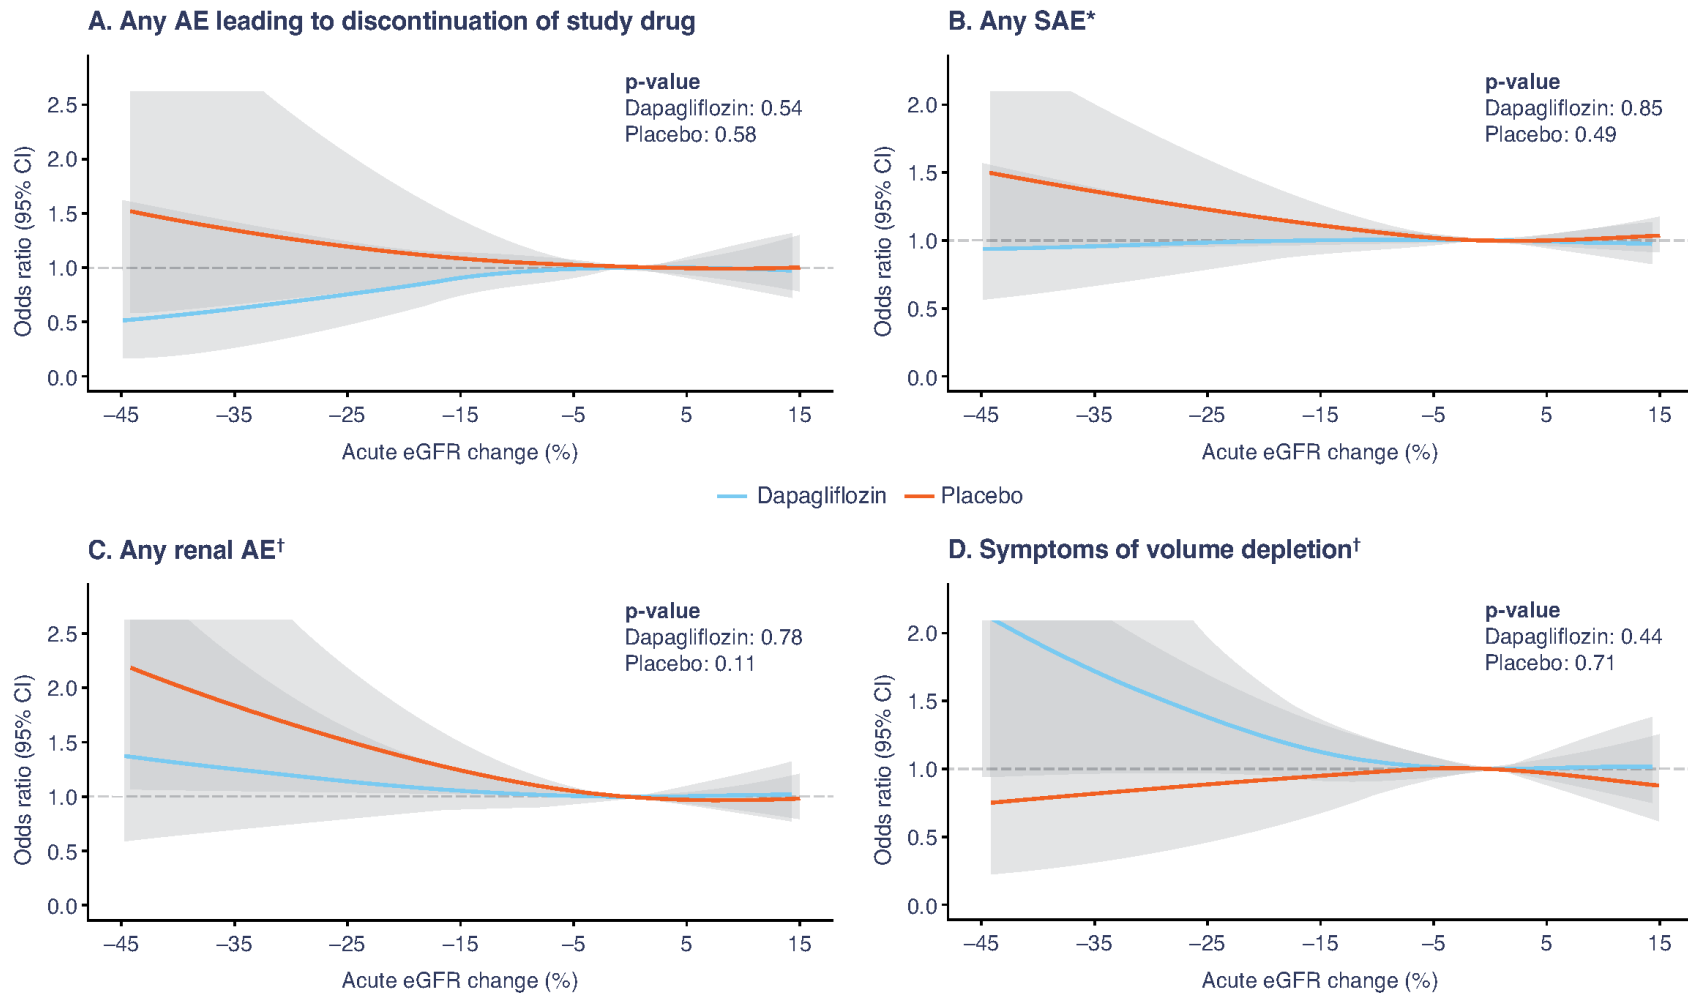 A. Any AE leading to discontinuation of study drug
p-value
Dapagliflozin: 0.54
Placebo: 0.58
Odds ratio (95% CI)
2.5
2.0
1.5
1.0
0.5
0.0
–45 –35 –25 –15 –5 5 15
Acute eGFR change (%)
B. Any SAE*
p-value
Dapagliflozin: 0.85
Placebo: 0.49
Odds ratio (95% CI)
2.0
1.5
1.0
0.5
0.0
–45 –35 –25 –15 –5 5 15
Acute eGFR change (%)
Dapagliflozin Placebo
C. Any renal AE†
p-value
Dapagliflozin: 0.78
Placebo: 0.11
Odds ratio (95% CI)
2.5
2.0
1.5
1.0
0.5
0.0
–45 –35 –25 –15 –5 5 15
Acute eGFR change (%)
D. Symptoms of volume depletion†
p-value
Dapagliflozin: 0.44
Placebo: 0.71
Odds ratio (95% CI)
2.0
1.5
1.0
0.5
0.0
–45 –35 –25 –15 –5 5 15
Acute eGFR change (%)